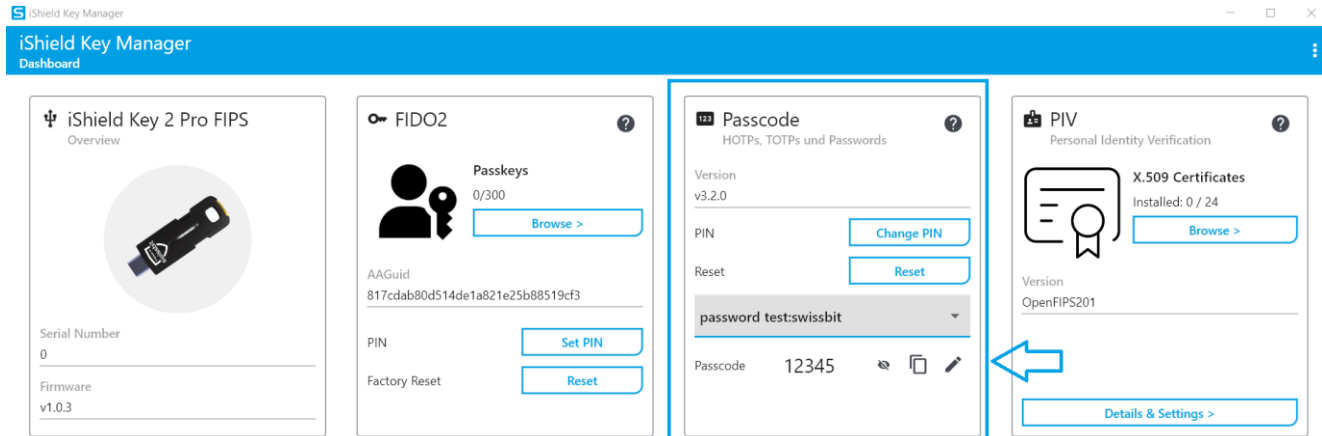 iShield Key Manager
iShield Key Manager
Dashboard
iShield Key 2 Pro FIPS
Overview
Serial Number
0
Firmware
v1.0.3
FIDO2
Passkeys
0/300
Browse >
AAGuid
817cdab80d514de1a821e25b88519cf3
PIN
Set PIN
Factory Reset
Reset
123
Passcode
HOTPs, TOTPs und Passwords
Version
v3.2.0
PIN
Change PIN
Reset
Reset
password test:swissbit
Passcode
12345
PIV
Personal Identity Verification
X.509 Certificates
Installed: 0 / 24
Browse >
Version
OpenFIPS201
Details & Settings >